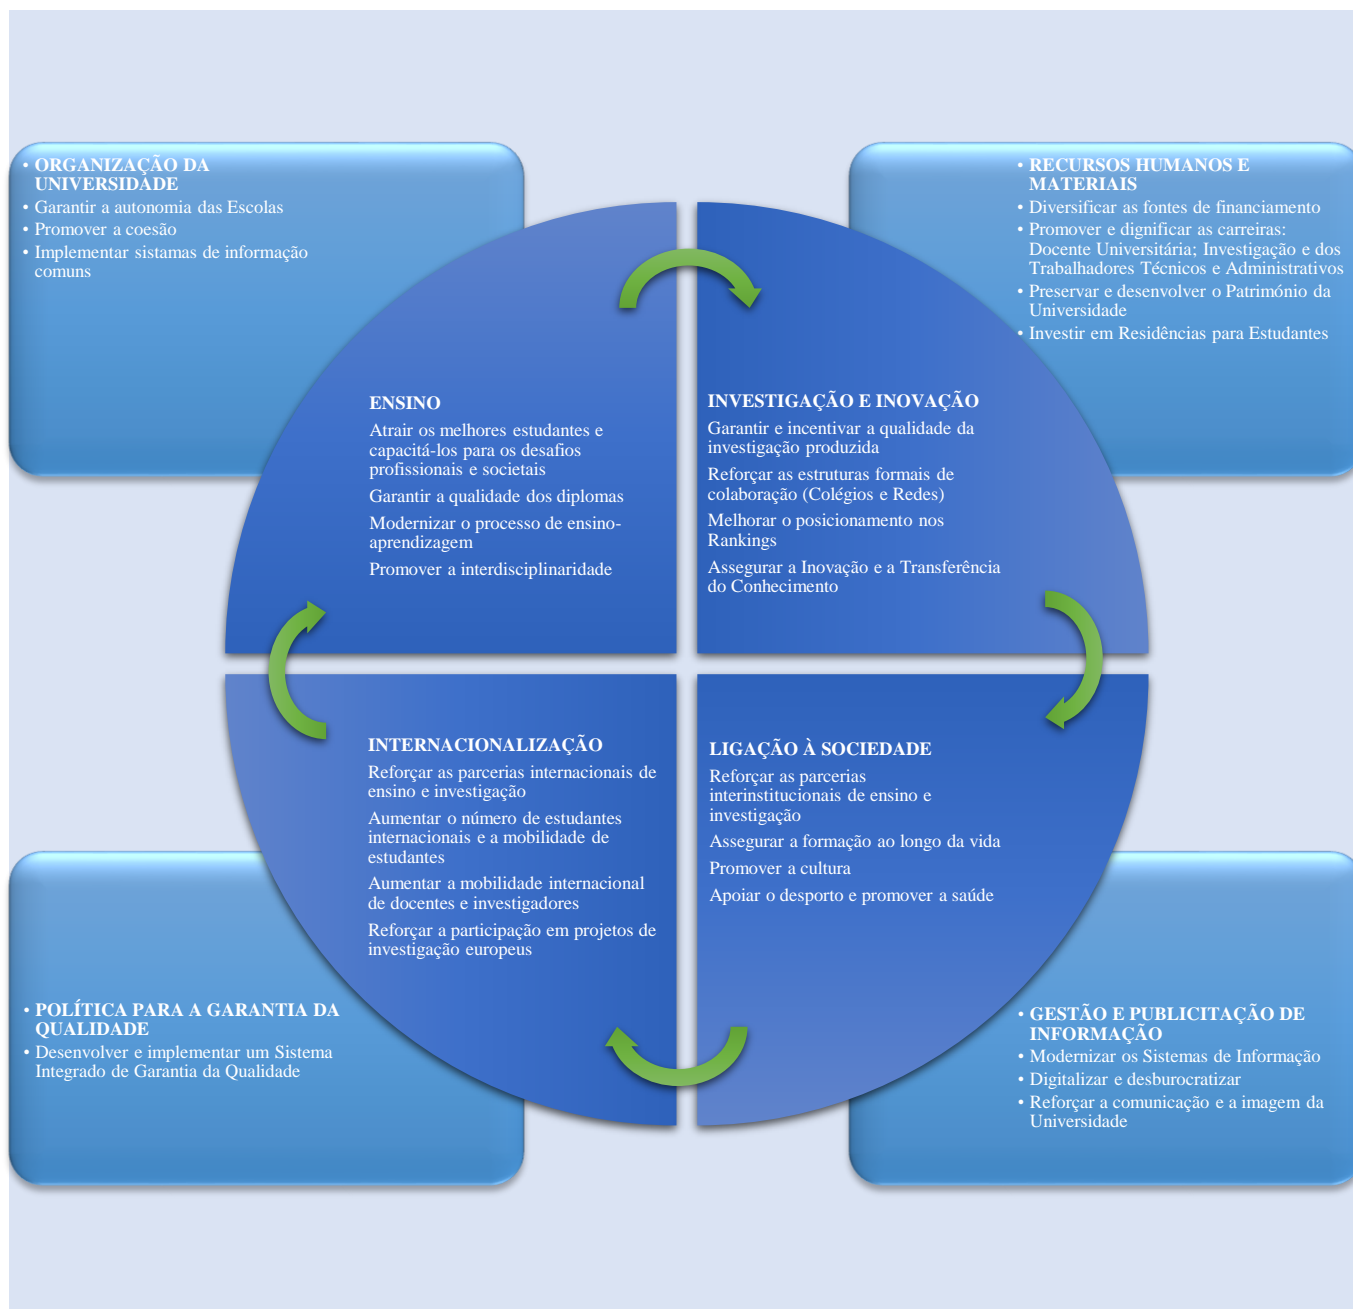 • ORGANIZAÇÃO DA
UNIVERSIDADE
• Garantir a autonomia das Escolas
• Promover a coesão
• Implementar sistamas de informação
comuns
• RECURSOS HUMANOS E
MATERIAIS
• Diversificar as fontes de financiamento
• Promover e dignificar as carreiras:
Docente Universitária; Investigação e dos
Trabalhadores Técnicos e Administrativos
• Preservar e desenvolver o Património da
Universidade
• Investir em Residências para Estudantes
ENSINO
Atrair os melhores estudantes e
capacitá-los para os desafios
profissionais e societais
Garantir a qualidade dos diplomas
Modernizar o processo de ensino-
aprendizagem
Promover a interdisciplinaridade
INVESTIGAÇÃO E INOVAÇÃO
Garantir e incentivar a qualidade da
investigação produzida
Reforçar as estruturas formais de
colaboração (Colégios e Redes)
Melhorar o posicionamento nos
Rankings
Assegurar a Inovação e a Transferência
do Conhecimento
INTERNACIONALIZAÇÃO
Reforçar as parcerias internacionais de
ensino e investigação
Aumentar o número de estudantes
internacionais e a mobilidade de
estudantes
Aumentar a mobilidade internacional
de docentes e investigadores
Reforçar a participação em projetos de
investigação europeus
LIGAÇÃO À SOCIEDADE
Reforçar as parcerias
interinstitucionais de ensino e
investigação
Assegurar a formação ao longo da vida
Promover a cultura
Apoiar o desporto e promover a saúde
• POLÍTICA PARA A GARANTIA DA
QUALIDADE
• Desenvolver e implementar um Sistema
Integrado de Garantia da Qualidade
• GESTÃO E PUBLICITAÇÃO DE
INFORMAÇÃO
• Modernizar os Sistemas de Informação
• Digitalizar e desburocratizar
• Reforçar a comunicação e a imagem da
Universidade